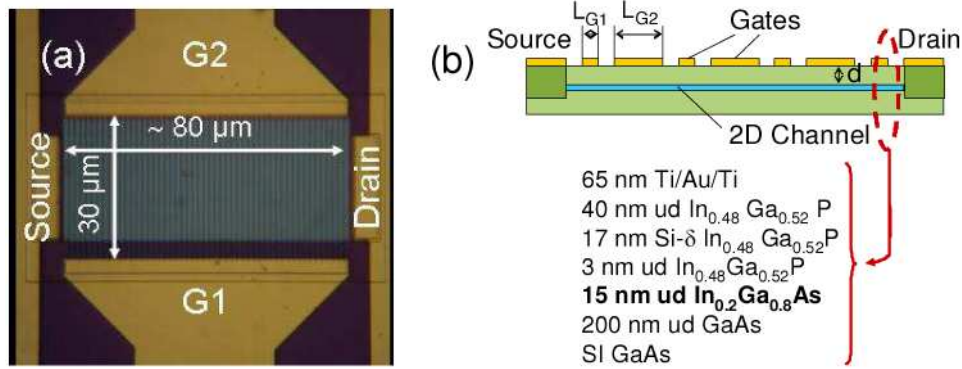 (a)
G2
~ 80 µm
30 µm
Source
Drain
G1
(b)
L_G1
L_G2
Gates
Source
Drain
d
2D Channel
65 nm Ti/Au/Ti
40 nm ud In0.48 Ga0.52 P
17 nm Si-δ In0.48 Ga0.52P
3 nm ud In0.48Ga0.52P
15 nm ud In0.2Ga0.8As
200 nm ud GaAs
SI GaAs